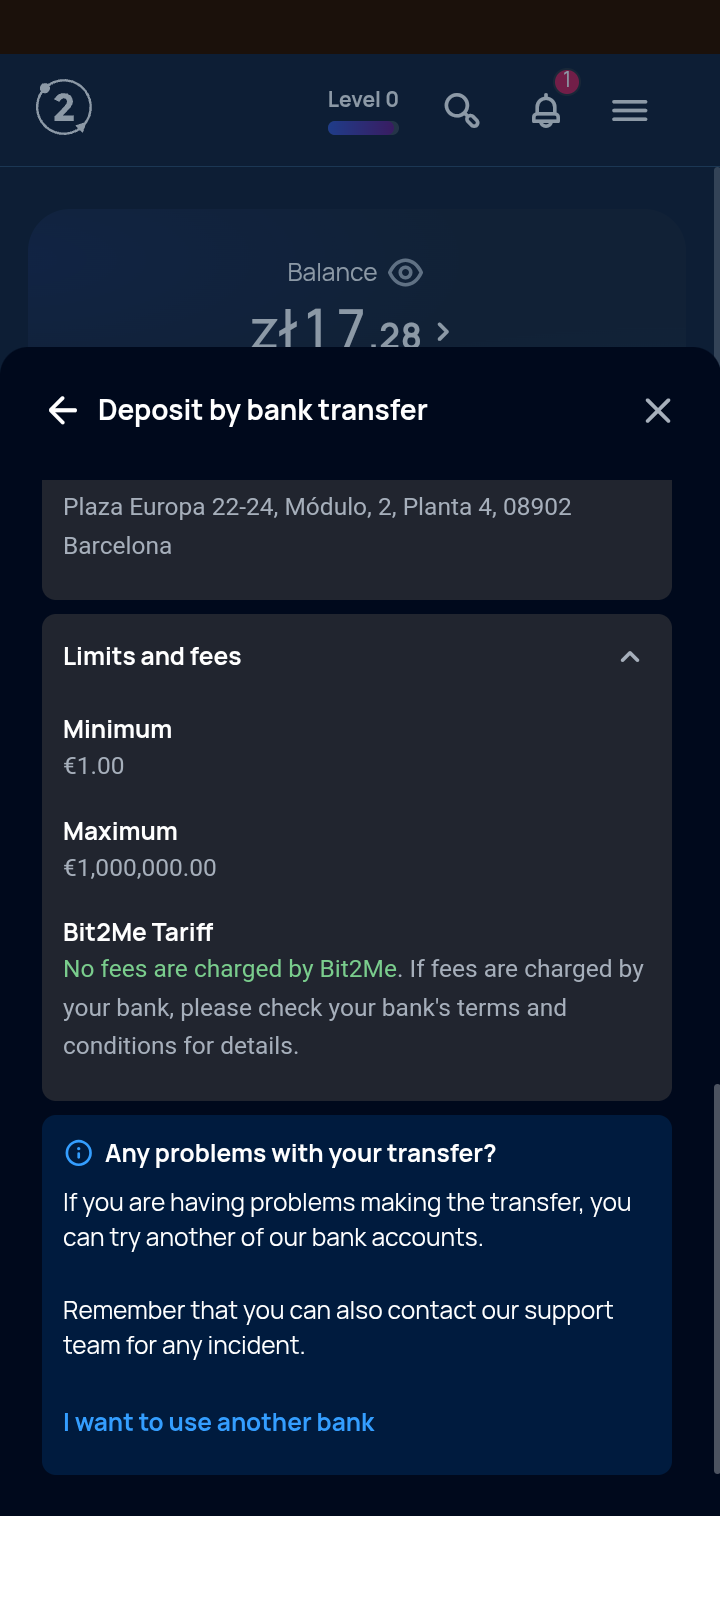 2
Level 0
1
Balance
zł17.28
Deposit by bank transfer
Plaza Europa 22-24, Módulo, 2, Planta 4, 08902
Barcelona
Limits and fees
Minimum
€1.00
Maximum
€1,000,000.00
Bit2Me Tariff
No fees are charged by Bit2Me. If fees are charged by
your bank, please check your bank's terms and
conditions for details.
Any problems with your transfer?
If you are having problems making the transfer, you
can try another of our bank accounts.
Remember that you can also contact our support
team for any incident.
I want to use another bank